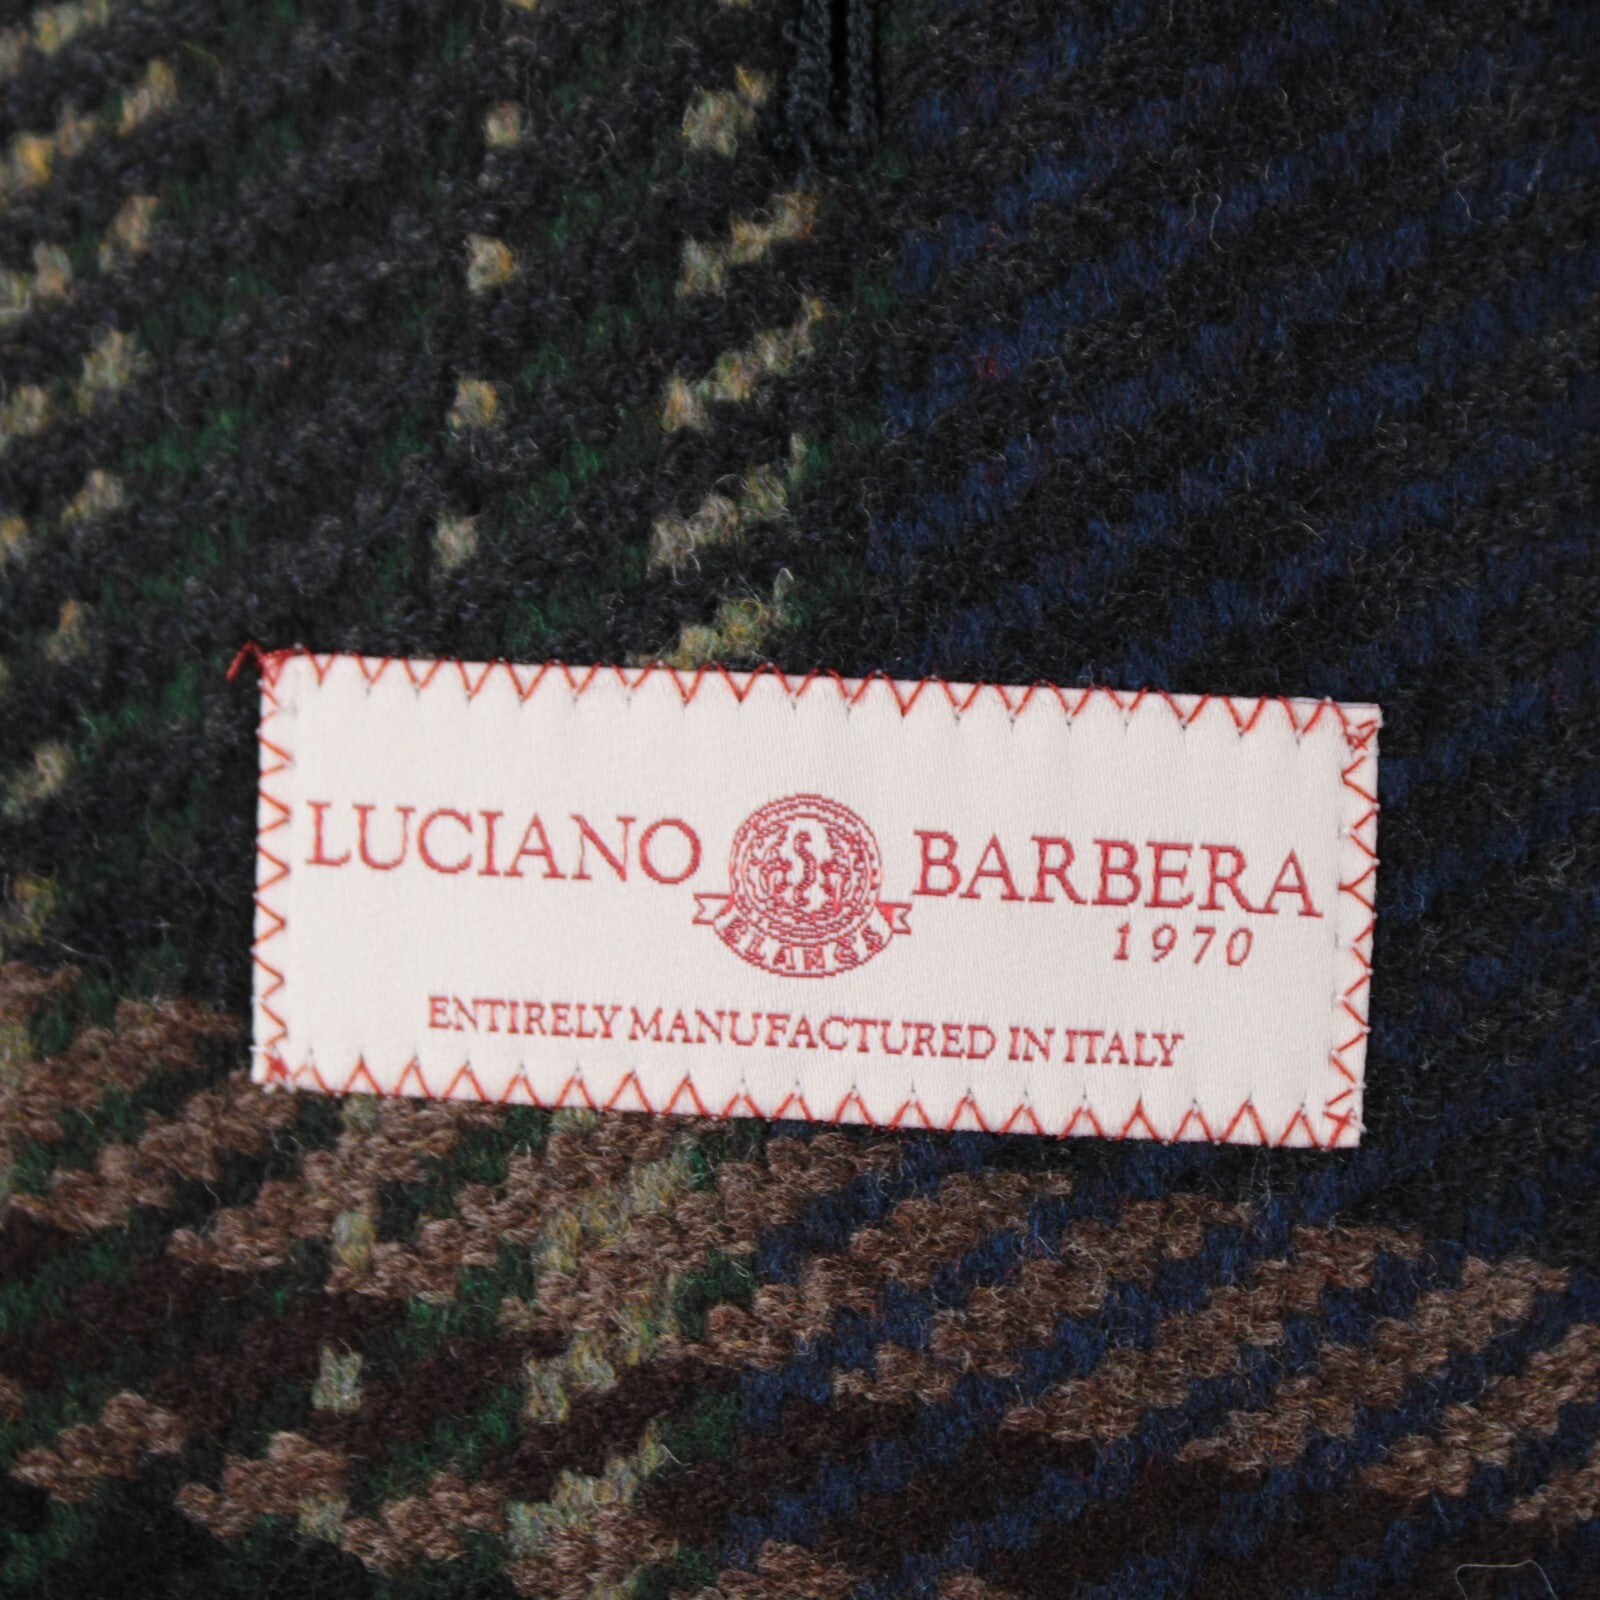 LUCIANO BARBERA
1970
ENTIRELY MANUFACTURED IN ITALY